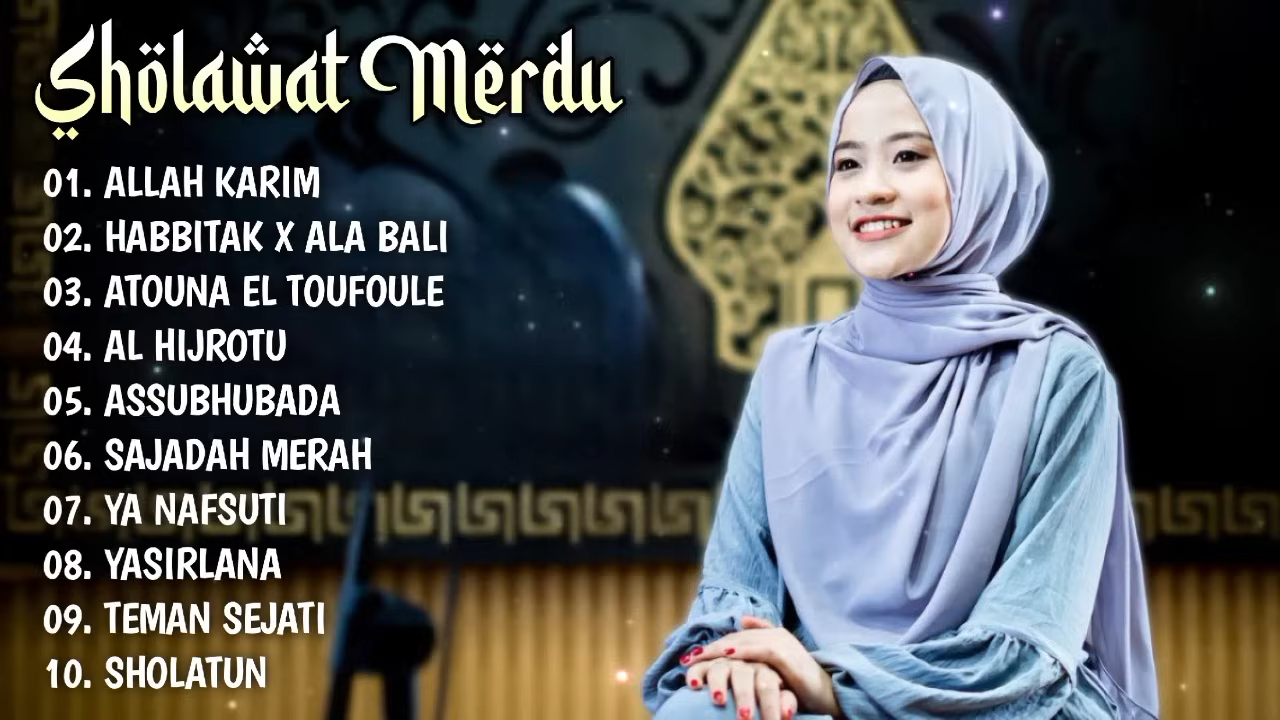 Shölawat Mërdu
01. ALLAH KARIM
02. HABBITAK X ALA BALI
03. ATOUNA EL TOUFOULE
04. AL HIJROTU
05. ASSUBHUBADA
06. SAJADAH MERAH
07. YA NAFSUTI
08. YASIRLANA
09. TEMAN SEJATI
10. SHOLATUN